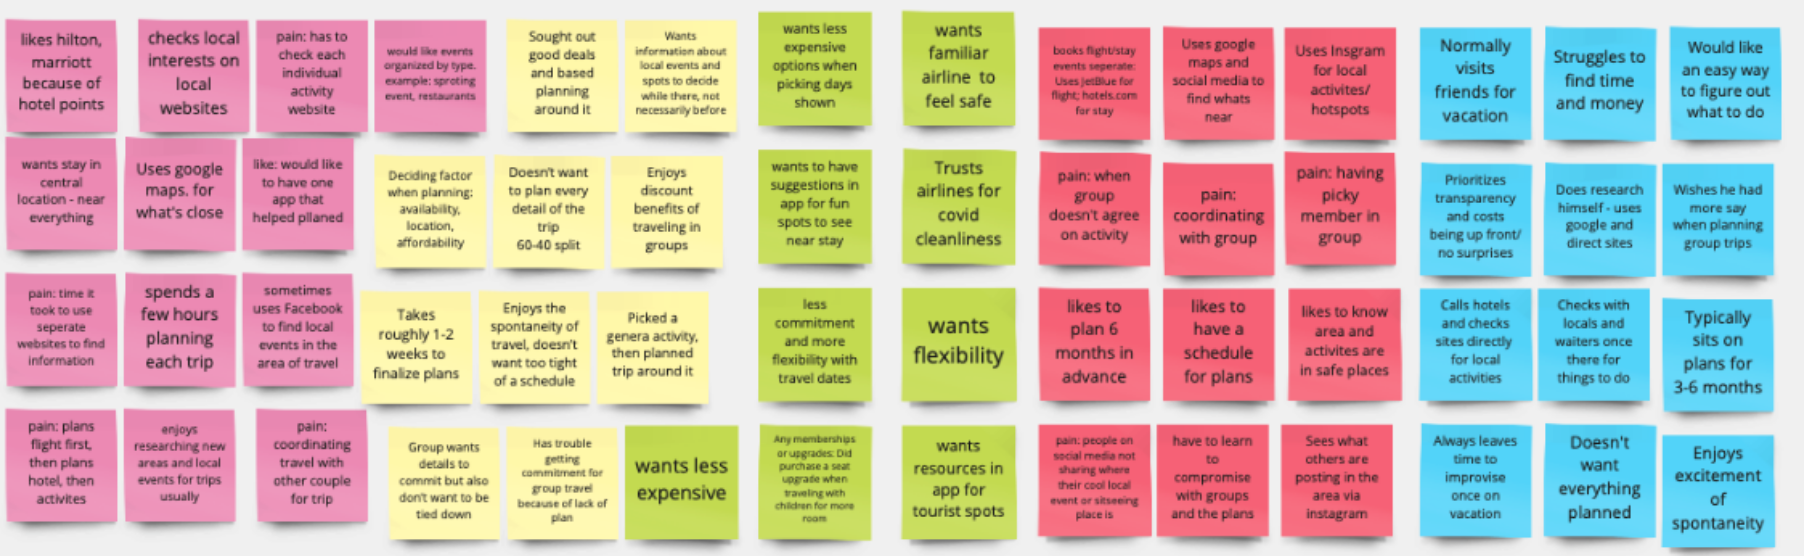 likes hilton,
marriott
because of
hotel points
checks local
interests on
local
websites
pain: has to
check each
individual
activity
website
would like events
organized by type.
example: sproting
event, restaurants
Sought out
good deals
and based
planning
around it
Wants
information about
local events and
spots to decide
while there, not
necessarily before
wants less
expensive
options when
picking days
shown
wants
familiar
airline to
feel safe
books flight/stay
events seperate:
Uses JetBlue for
flight; hotels.com
for stay
Uses google
maps and
social media to
find whats
near
Uses Insgram
for local
activites/
hotspots
Normally
visits
friends for
vacation
Struggles to
find time
and money
Would like
an easy way
to figure out
what to do
wants stay in
central
location - near
everything
Uses google
maps. for
what's close
like: would like
to have one
app that
helped pllaned
Deciding factor
when planning:
availability,
location,
affordability
Doesn't want
to plan every
detail of the
trip
60-40 split
Enjoys
discount
benefits of
traveling in
groups
wants to have
suggestions in
app for fun
spots to see
near stay
Trusts
airlines for
covid
cleanliness
pain: when
group
doesn't agree
on activity
pain:
coordinating
with group
pain: having
picky
member in
group
Prioritizes
transparency
and costs
being up front/
no surprises
Does research
himself - uses
google and
direct sites
Wishes he had
more say
when planning
group trips
pain: time it
took to use
seperate
websites to find
information
spends a
few hours
planning
each trip
sometimes
uses Facebook
to find local
events in the
area of travel
Takes
roughly 1-2
weeks to
finalize plans
Enjoys the
spontaneity of
travel, doesn't
want too tight
of a schedule
Picked a
genera activity,
then planned
trip around it
less
commitment
and more
flexibility with
travel dates
wants
flexibility
likes to
plan 6
months in
advance
likes to
have a
schedule
for plans
likes to know
area and
activites are
in safe places
Calls hotels
and checks
sites directly
for local
activities
Checks with
locals and
waiters once
there for
things to do
Typically
sits on
plans for
3-6 months
pain: plans
flight first,
then plans
hotel, then
activites
enjoys
researching new
areas and local
events for trips
usually
pain:
coordinating
travel with
other couple
for trip
Group wants
details to
commit but also
don't want to be
tied down
Has trouble
getting
commitment for
group travel
because of lack of
plan
wants less
expensive
Any memberships
or upgrades: Did
purchase a seat
upgrade when
traveling with
children for more
room
wants
resources in
app for
tourist spots
pain: people on
social media not
sharing where
their cool local
event or sitseeing
place is
have to learn
to
compromise
with groups
and the plans
Sees what
others are
posting in the
area via
instagram
Always leaves
time to
improvise
once on
vacation
Doesn't
want
everything
planned
Enjoys
excitement
of
spontaneity